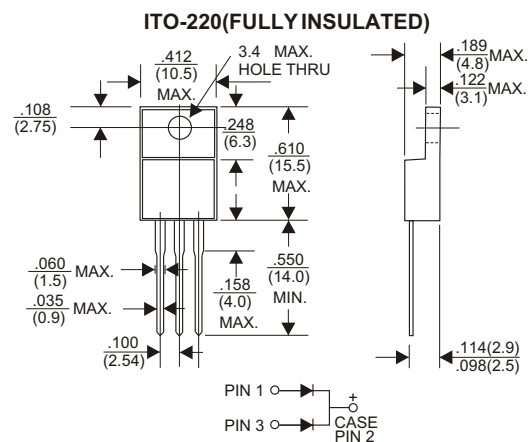 ITO-220(FULLY INSULATED)
.412
(10.5)
MAX.
3.4 MAX.
HOLE THRU
.189
(4.8) MAX.
.122
(3.1) MAX.
.108
(2.75)
.248
(6.3)
.610
(15.5)
MAX.
.060
(1.5) MAX.
.035
(0.9) MAX.
.158
(4.0)
MAX.
.550
(14.0)
MIN.
.100
(2.54)
.114(2.9)
.098(2.5)
PIN 1
+
PIN 3
CASE
PIN 2